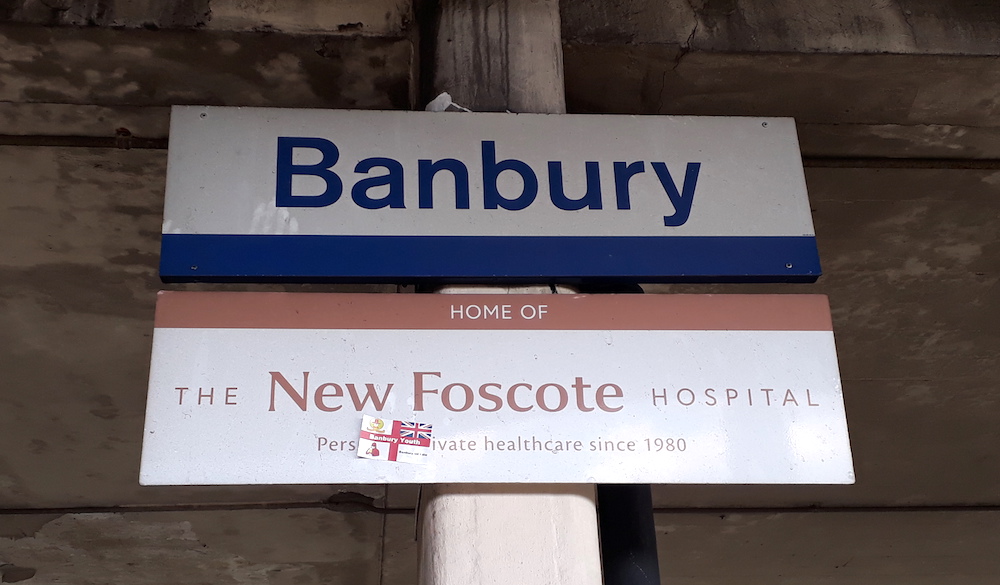 Banbury
HOME OF
THE New Foscote HOSPITAL
Pers ivate healthcare since 1980
Banbury Youth